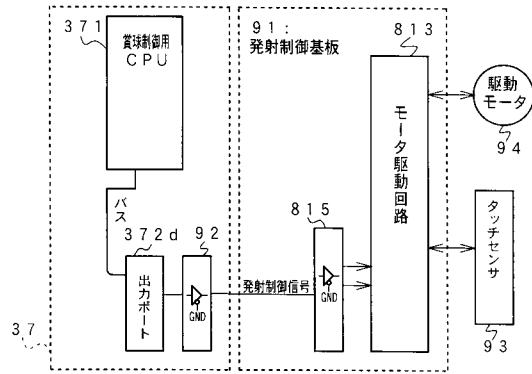 371
賞球制御用
CPU
91:
発射制御基板
813
モータ駆動回路
駆動
モータ
94
バス
372d
92
815
出力ポート
GND
発射制御信号
GND
タッチセンサ
93
37